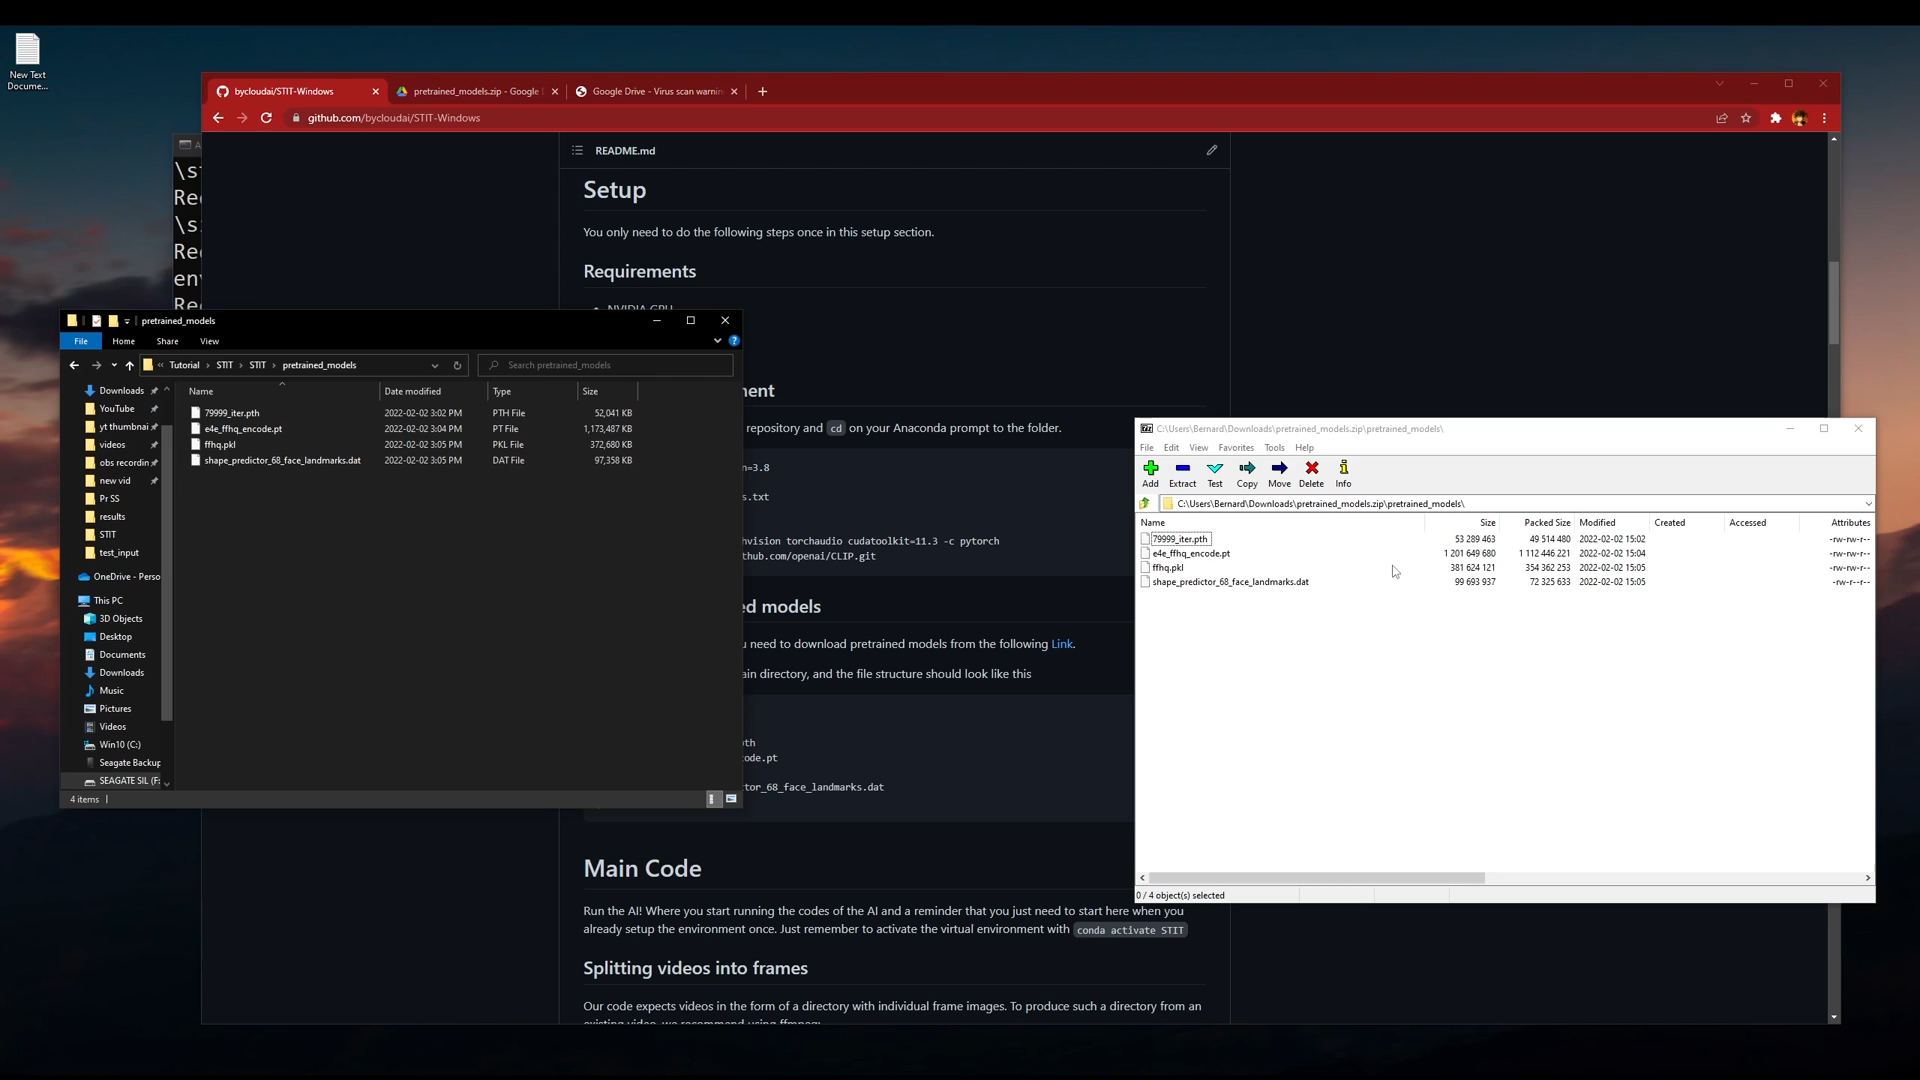 New Text
Docume...
bycloudai/STIT-Windows
pretrained_models.zip - Google
Google Drive - Virus scan warnin
github.com/bycloudai/STIT-Windows
README.md
Setup
You only need to do the following steps once in this setup section.
Requirements
NVIDIA GPU
ment
repository and cd on your Anaconda prompt to the folder.
n=3.8
s.txt
hvision torchaudio cudatoolkit=11.3 -c pytorch
hub.com/openai/CLIP.git
ed models
u need to download pretrained models from the following Link.
ain directory, and the file structure should look like this
th
ode.pt
tor_68_face_landmarks.dat
Main Code
Run the AI! Where you start running the codes of the AI and a reminder that you just need to start here when you
already setup the environment once. Just remember to activate the virtual environment with conda activate STIT
Splitting videos into frames
Our code expects videos in the form of a directory with individual frame images. To produce such a directory from an
existing video, we recommend using ffmpeg:
A
\s
Re
\s
Re
en
Re
pretrained_models
File Home Share View
« Tutorial › STIT › STIT › pretrained_models
Search pretrained_models
Name Date modified Type Size
79999_iter.pth 2022-02-02 3:02 PM PTH File 52,041 KB
e4e_ffhq_encode.pt 2022-02-02 3:04 PM PT File 1,173,487 KB
ffhq.pkl 2022-02-02 3:05 PM PKL File 372,680 KB
shape_predictor_68_face_landmarks.dat 2022-02-02 3:05 PM DAT File 97,358 KB
Downloads
YouTube
yt thumbnai
videos
obs recordin
new vid
Pr SS
results
STIT
test_input
OneDrive - Perso
This PC
3D Objects
Desktop
Documents
Downloads
Music
Pictures
Videos
Win10 (C:)
Seagate Backup
SEAGATE SIL (F:
4 items
C:\Users\Bernard\Downloads\pretrained_models.zip\pretrained_models\
File Edit View Favorites Tools Help
Add Extract Test Copy Move Delete Info
C:\Users\Bernard\Downloads\pretrained_models.zip\pretrained_models\
Name Size Packed Size Modified Created Accessed Attributes
79999_iter.pth 53 289 463 49 514 480 2022-02-02 15:02 -rw-rw-r--
e4e_ffhq_encode.pt 1 201 649 680 1 112 446 221 2022-02-02 15:04 -rw-rw-r--
ffhq.pkl 381 624 121 354 362 253 2022-02-02 15:05 -rw-rw-r--
shape_predictor_68_face_landmarks.dat 99 693 937 72 325 633 2022-02-02 15:05 -rw-r--r--
0 / 4 object(s) selected